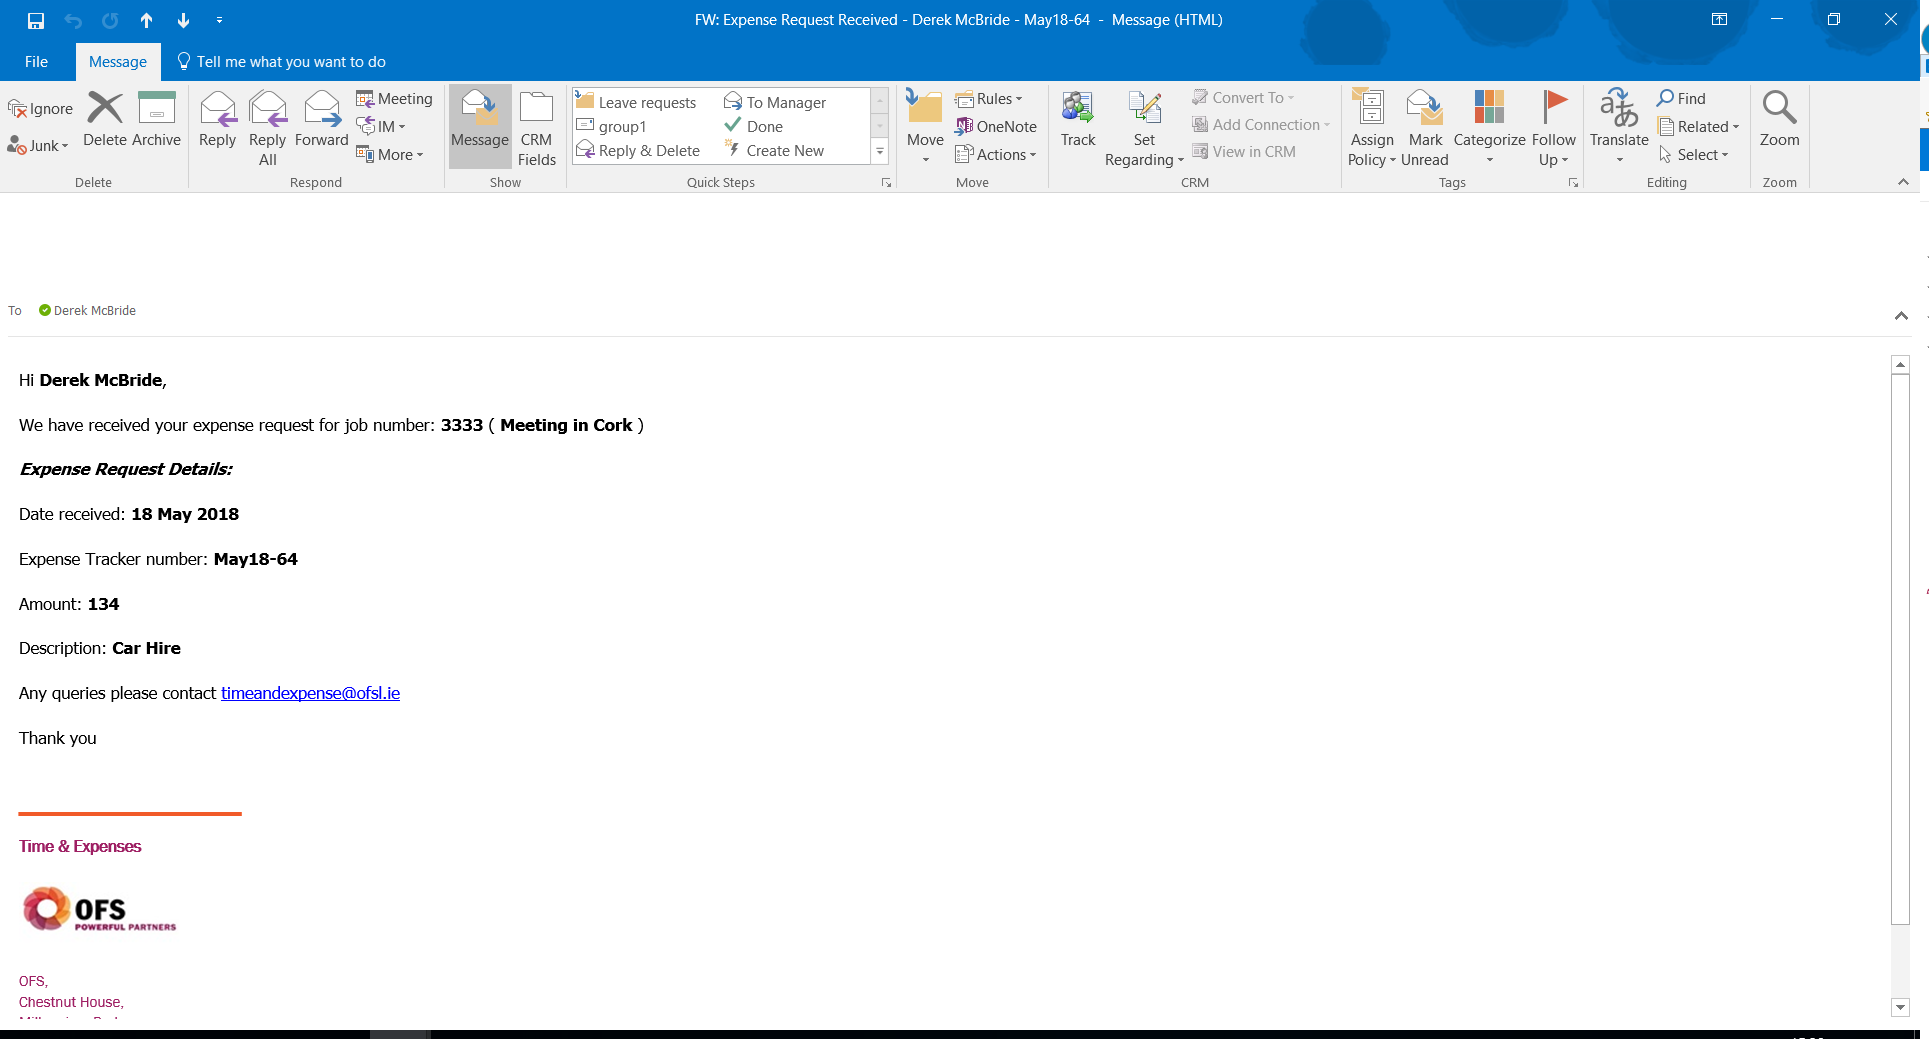 FW: Expense Request Received - Derek McBride - May18-64 - Message (HTML)
File Message Tell me what you want to do
Ignore
Junk
Delete
Archive
Delete
Reply
Reply All
Forward
Meeting
IM
More
Respond
Message
CRM Fields
Show
Leave requests
To Manager
group1
Done
Reply & Delete
Create New
Quick Steps
Move
Rules
OneNote
Actions
Move
Track
Set Regarding
Convert To
Add Connection
View in CRM
CRM
Assign Policy
Mark Unread
Categorize
Follow Up
Tags
Translate
Find
Related
Select
Editing
Zoom
Zoom
To Derek McBride
Hi Derek McBride,
We have received your expense request for job number: 3333 ( Meeting in Cork )
Expense Request Details:
Date received: 18 May 2018
Expense Tracker number: May18-64
Amount: 134
Description: Car Hire
Any queries please contact timeandexpense@ofsl.ie
Thank you
Time & Expenses
OFS
POWERFUL PARTNERS
OFS,
Chestnut House,